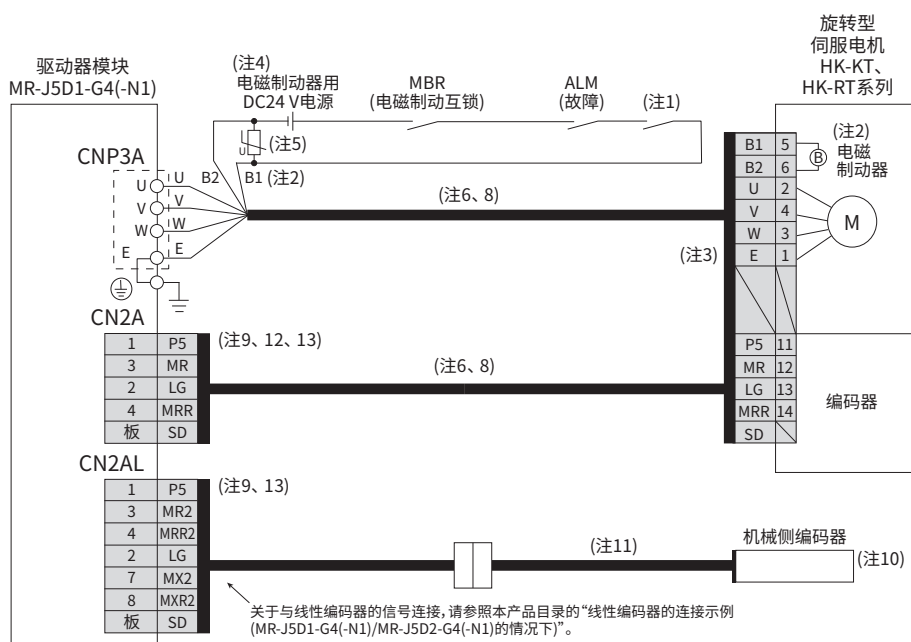 旋转型
伺服电机
HK-KT、
HK-RT系列
驱动器模块
MR-J5D1-G4(-N1)
(注4)
电磁制动器用
DC24 V电源
MBR
(电磁制动互锁)
ALM
(故障)
(注1)
U
(注5)
CNP3A
B2
B1
(注2)
U U
V V
W W
E E
(注6、8)
(注3)
B1 5
B2 6
U 2
V 4
W 3
E 1
(注2)
B
电磁
制动器
M
CN2A
1 P5
3 MR
2 LG
4 MRR
板 SD
(注9、12、13)
(注6、8)
P5 11
MR 12
LG 13
MRR 14
SD
编码器
CN2AL
1 P5
3 MR2
4 MRR2
2 LG
7 MX2
8 MXR2
板 SD
(注9、13)
(注11)
机械侧编码器
(注10)
关于与线性编码器的信号连接，请参照本产品目录的“线性编码器的连接示例
(MR-J5D1-G4(-N1)/MR-J5D2-G4(-N1)的情况下)”。